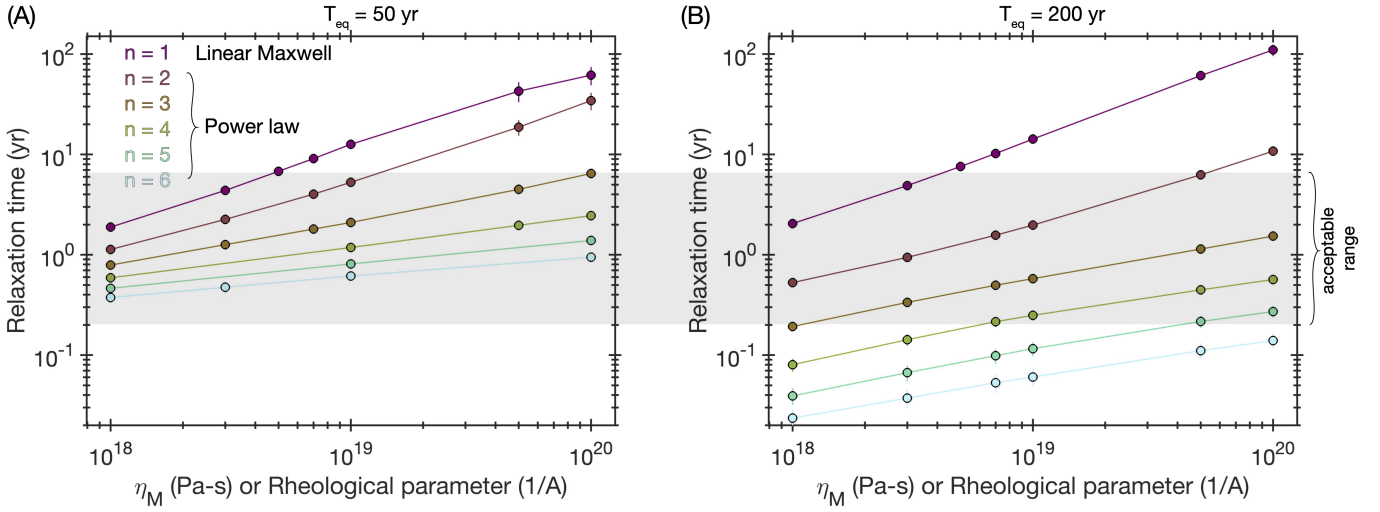 (A)
T_eq = 50 yr
n = 1 Linear Maxwell
n = 2
n = 3
n = 4
n = 5
n = 6
Power law
Relaxation time (yr)
10^2
10^1
10^0
10^-1
10^18
10^19
10^20
η_M (Pa-s) or Rheological parameter (1/A)
(B)
T_eq = 200 yr
Relaxation time (yr)
10^2
10^1
10^0
10^-1
10^18
10^19
10^20
η_M (Pa-s) or Rheological parameter (1/A)
acceptable
range